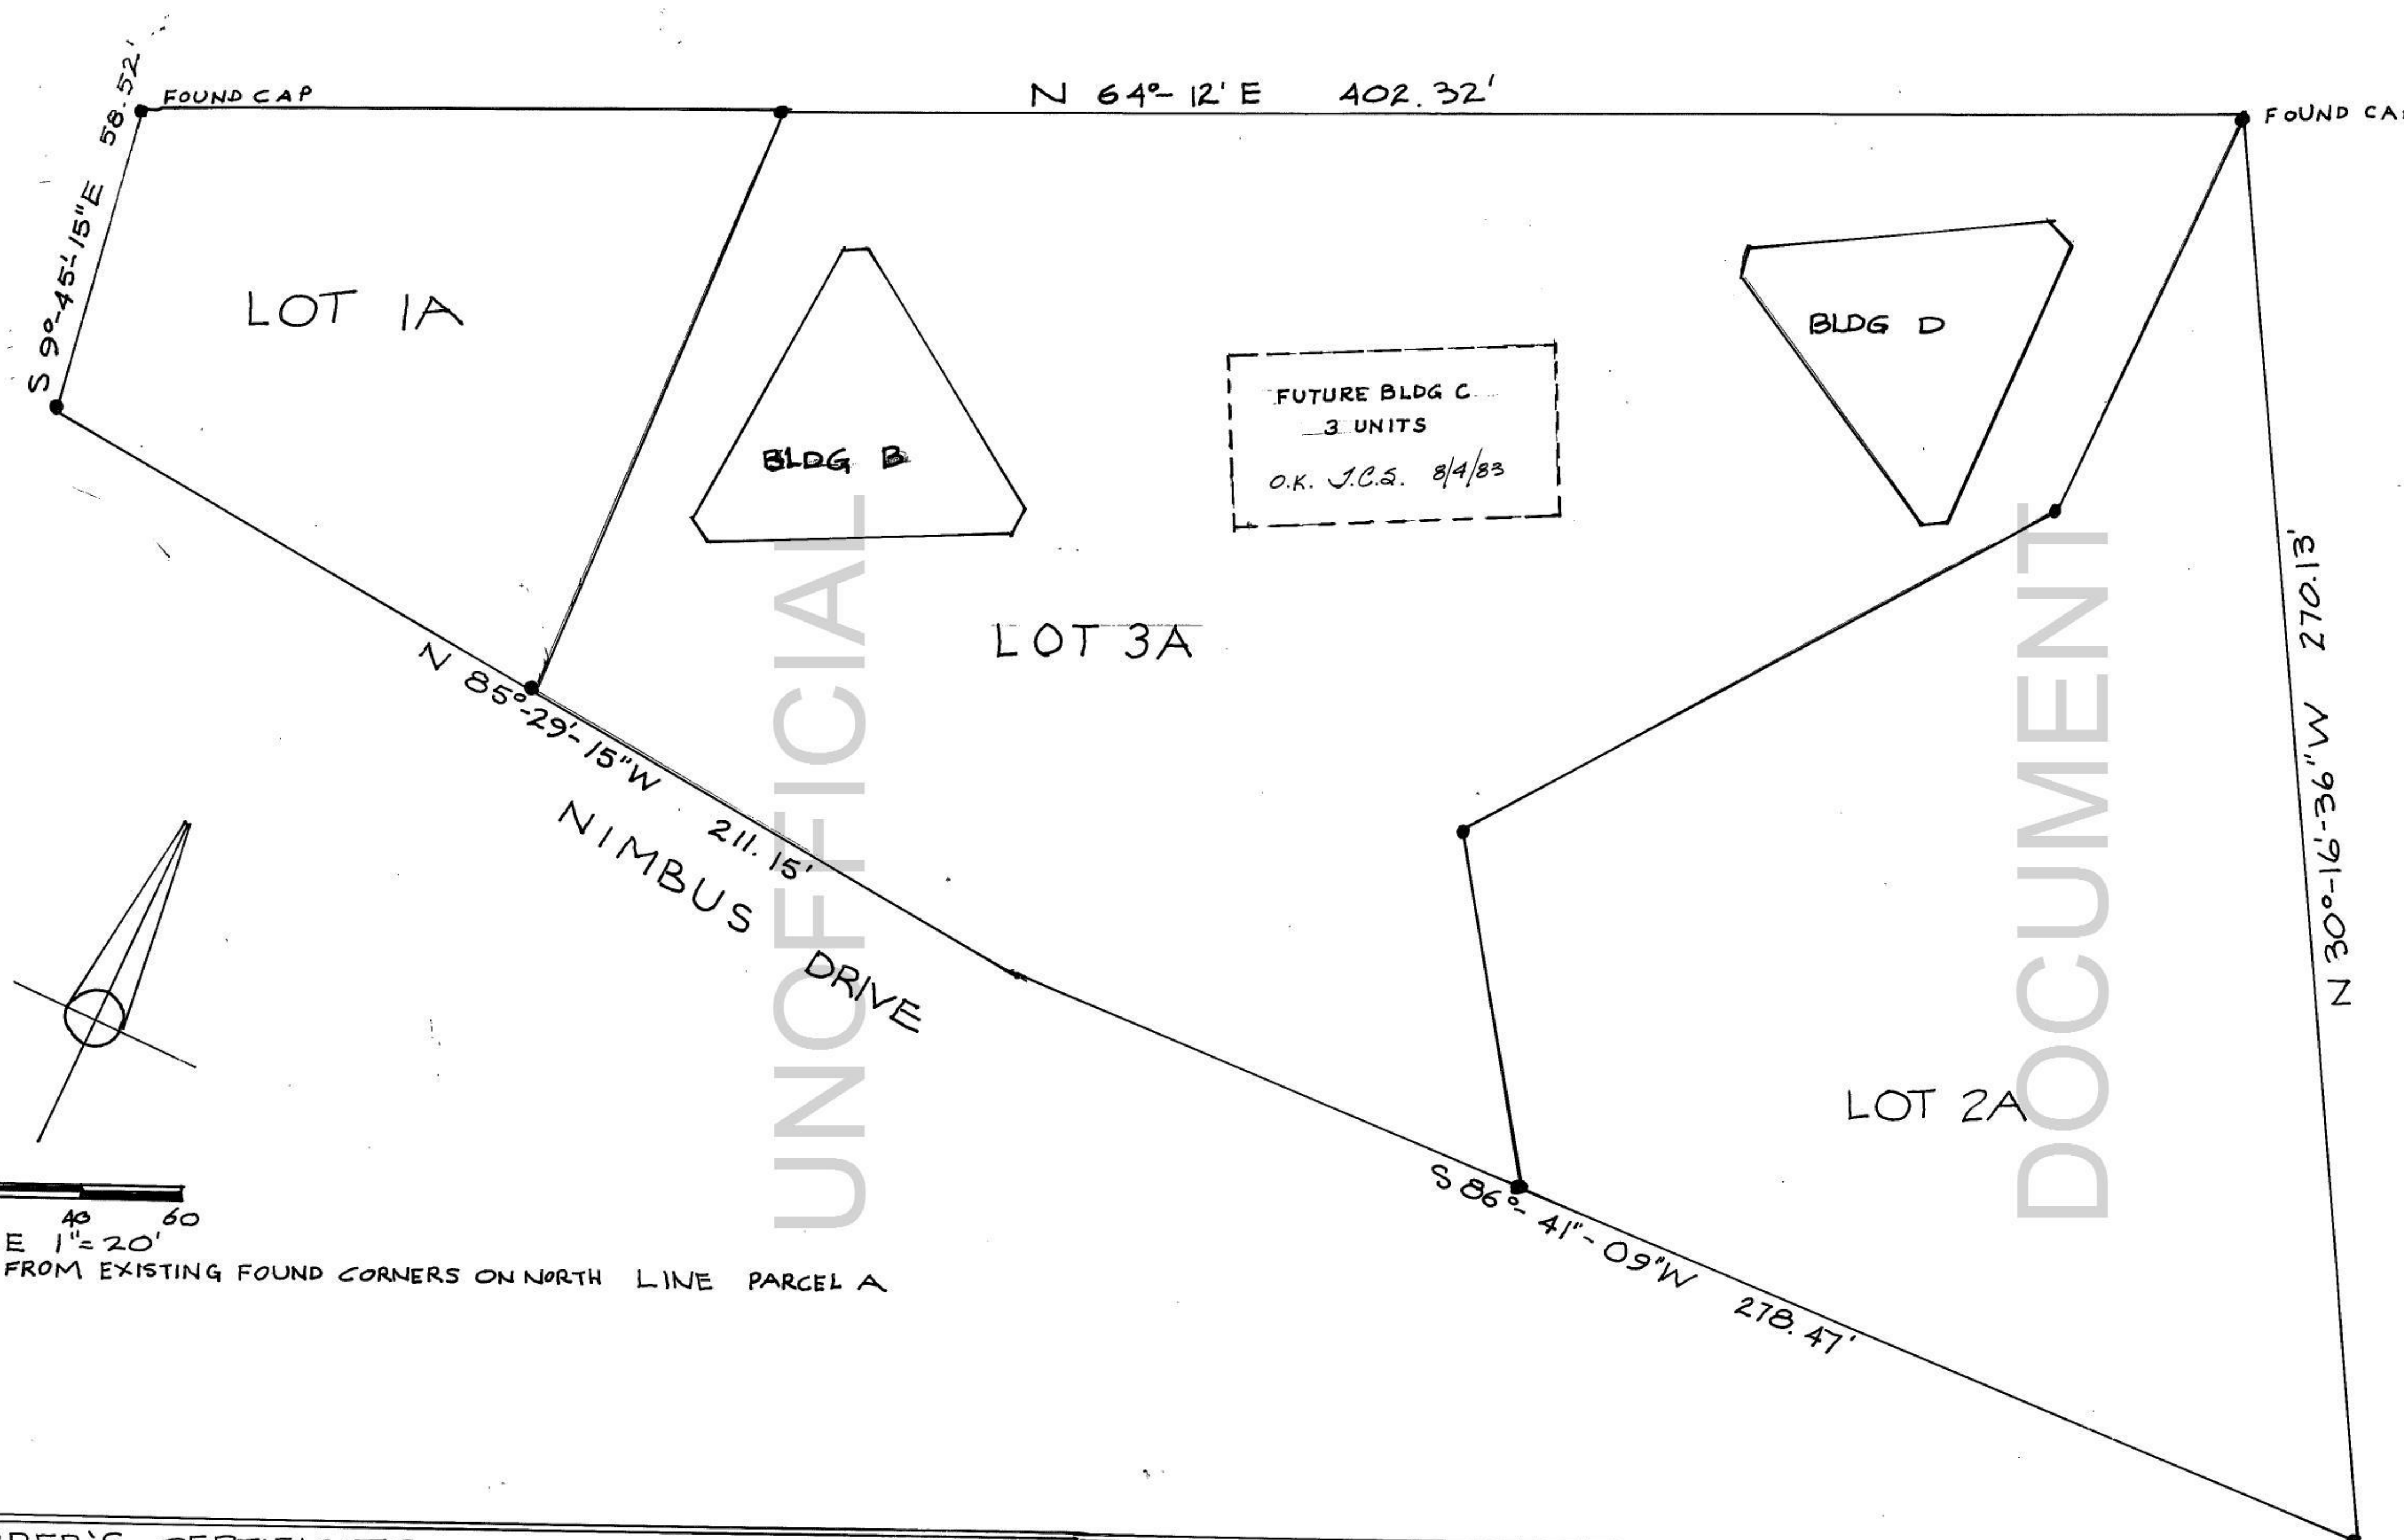 N 64°-12'E 402.32'
FOUND CAP
FOUND CA
S 9°-45'-15"E 58.52'
LOT 1A
BLDG B
FUTURE BLDG C
3 UNITS
O.K. J.C.S. 8/4/83
BLDG D
LOT 3A
N 85°-29'-15"W 211.15'
NIMBUS DRIVE
N 30°-16'-36"W 270.13'
LOT 2A
S 86°-41"-09"W 278.47'
40 60
E 1"=20'
FROM EXISTING FOUND CORNERS ON NORTH LINE PARCEL A
UNOFFICIAL
DOCUMENT